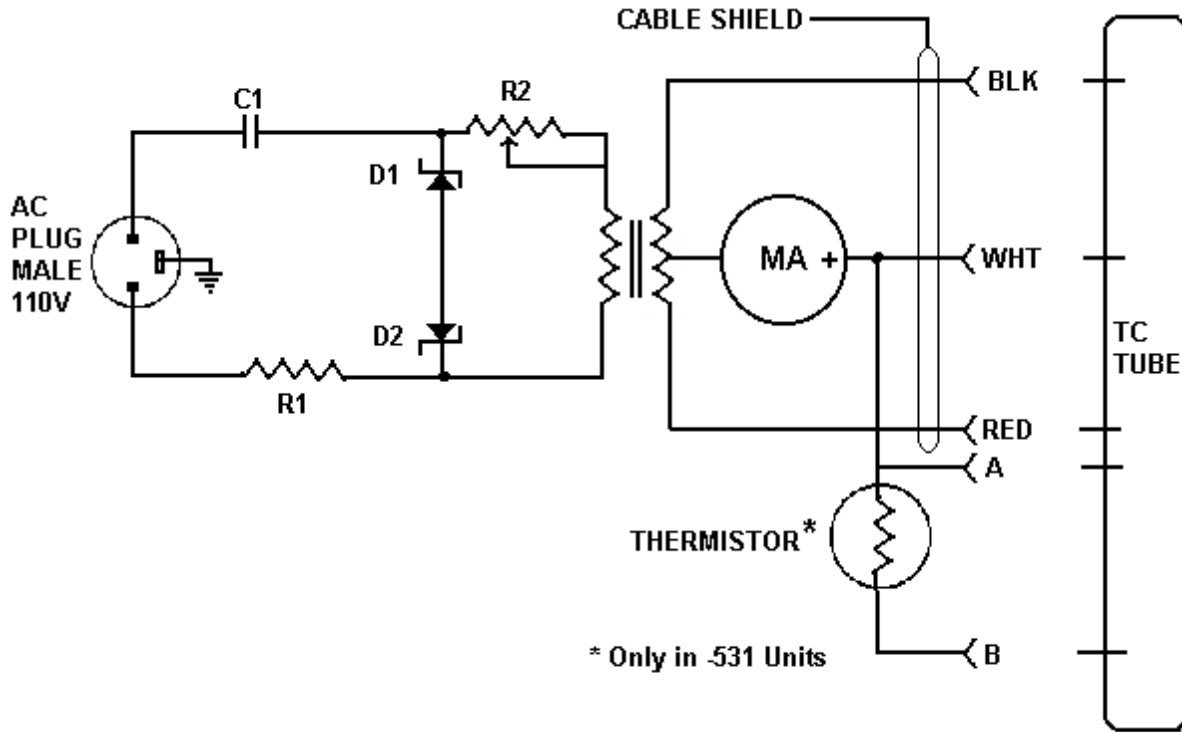 CABLE SHIELD
BLK
C1
R2
D1
AC
PLUG
MALE
110V
MA +
WHT
D2
TC
TUBE
R1
RED
A
THERMISTOR*
* Only in -531 Units
B